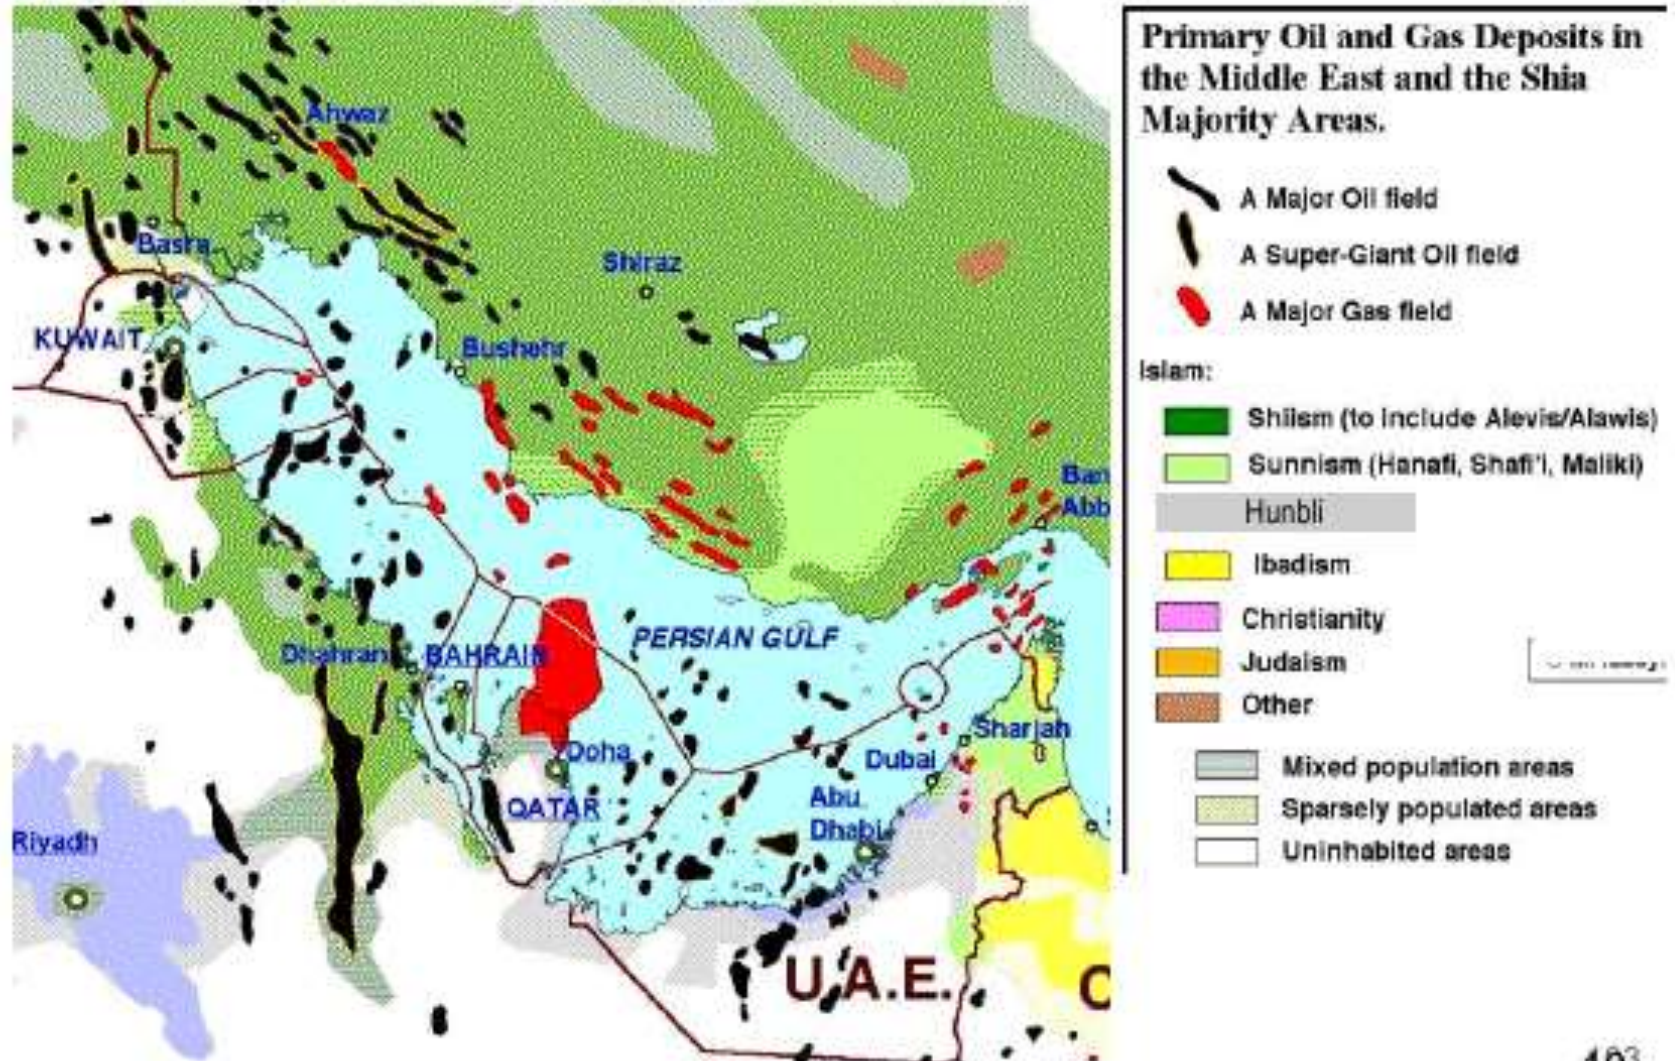 Primary Oil and Gas Deposits in
the Middle East and the Shia
Majority Areas.
A Major Oil field
A Super-Giant Oil field
A Major Gas field
Islam:
Shiism (to include Alevis/Alawis)
Sunnism (Hanafi, Shafi'i, Maliki)
Hunbli
Ibadism
Christianity
Judaism
Other
Mixed population areas
Sparsely populated areas
Uninhabited areas
Ahwaz
Basra
Shiraz
KUWAIT
Bushehr
Ban
Abb
Dhahran
BAHRAIN
PERSIAN GULF
Sharjah
Doha
Dubai
QATAR
Abu
Dhabi
Riyadh
U.A.E.